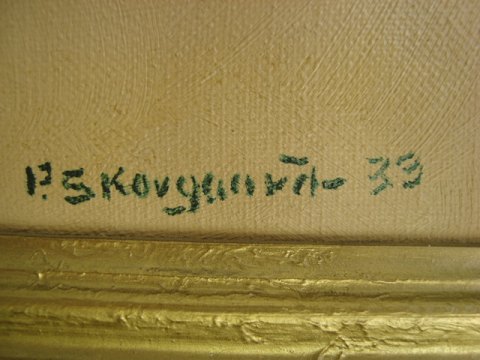 P. Skovgaard - 33